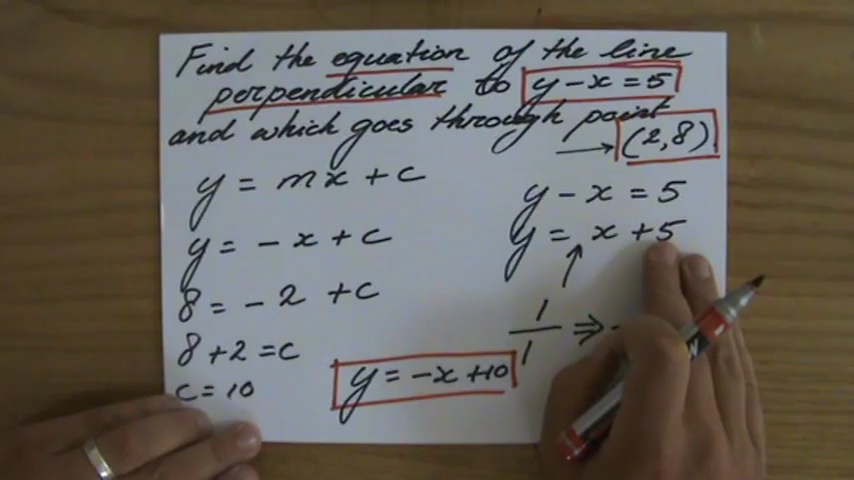 Find the equation of the line
perpendicular to y - x = 5
and which goes through point
→ (2,8)
y = mx + c
y = - x + c
8 = - 2 + c
8 + 2 = c
c = 10
y = -x + 10
y - x = 5
y = x + 5
↑
1
1 ⇒ -